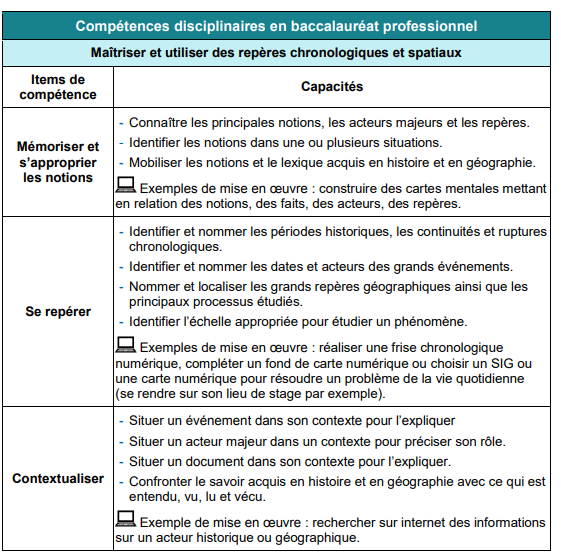 Compétences disciplinaires en baccalauréat professionnel
Maîtriser et utiliser des repères chronologiques et spatiaux
Items de
compétence
Capacités
Mémoriser et
s’approprier
les notions
- Connaître les principales notions, les acteurs majeurs et les repères.
- Identifier les notions dans une ou plusieurs situations.
- Mobiliser les notions et le lexique acquis en histoire et en géographie.
Exemples de mise en œuvre : construire des cartes mentales mettant
en relation des notions, des faits, des acteurs, des repères.
Se repérer
- Identifier et nommer les périodes historiques, les continuités et ruptures
chronologiques.
- Identifier et nommer les dates et acteurs des grands événements.
- Nommer et localiser les grands repères géographiques ainsi que les
principaux processus étudiés.
- Identifier l’échelle appropriée pour étudier un phénomène.
Exemples de mise en œuvre : réaliser une frise chronologique
numérique, compléter un fond de carte numérique ou choisir un SIG ou
une carte numérique pour résoudre un problème de la vie quotidienne
(se rendre sur son lieu de stage par exemple).
Contextualiser
- Situer un événement dans son contexte pour l’expliquer
- Situer un acteur majeur dans un contexte pour préciser son rôle.
- Situer un document dans son contexte pour l’expliquer.
- Confronter le savoir acquis en histoire et en géographie avec ce qui est
entendu, vu, lu et vécu.
Exemple de mise en œuvre : rechercher sur internet des informations
sur un acteur historique ou géographique.